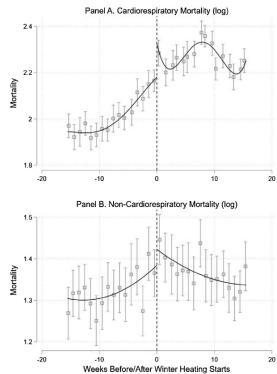 Panel A. Cardiorespiratory Mortality (log)
2.4
2.2
2
1.8
Mortality
-20 -10 0 10 20
Panel B. Non-Cardiorespiratory Mortality (log)
1.5
1.4
1.3
1.2
Mortality
-20 -10 0 10 20
Weeks Before/After Winter Heating Starts